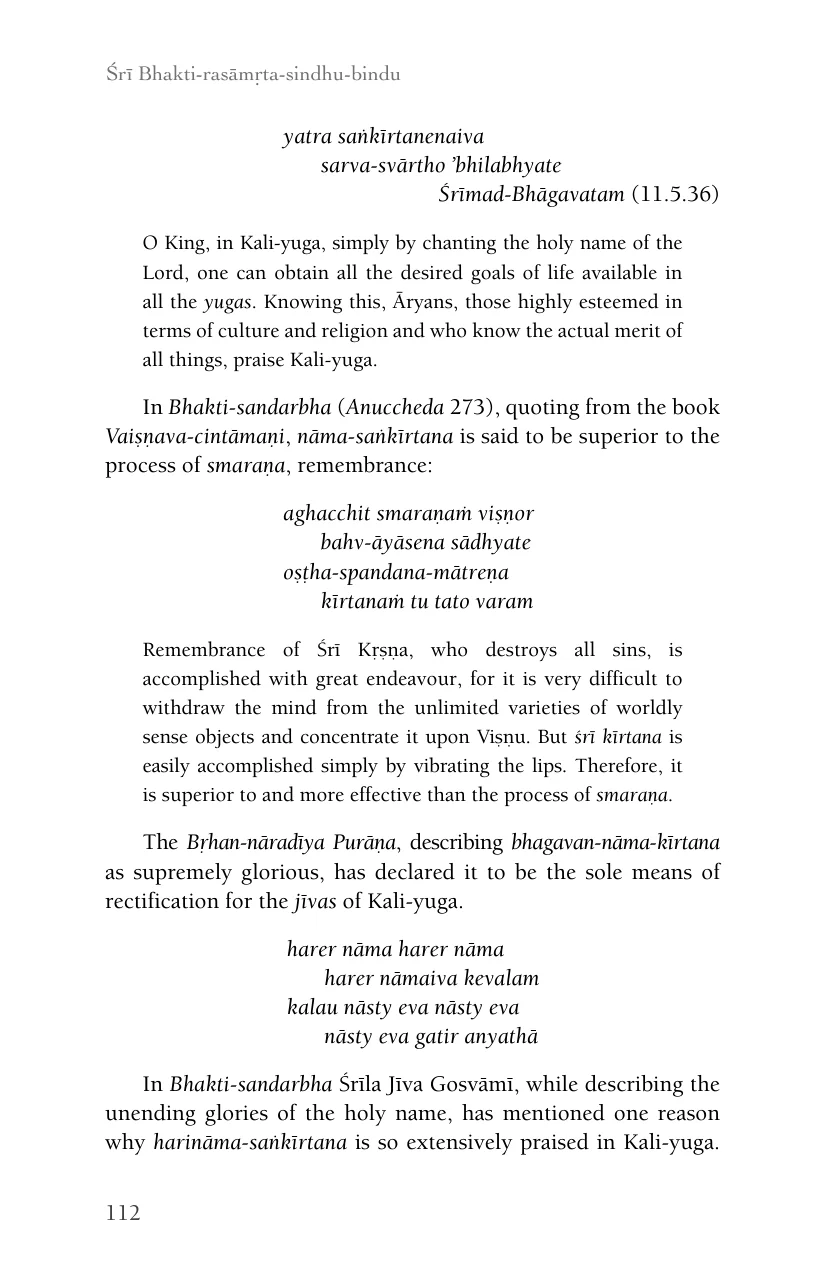 Śrī Bhakti-rasāmṛta-sindhu-bindu
yatra saṅkīrtanenaiva
sarva-svārtho ’bhilabhyate
Śrīmad-Bhāgavatam (11.5.36)
O King, in Kali-yuga, simply by chanting the holy name of the
Lord, one can obtain all the desired goals of life available in
all the yugas. Knowing this, Āryans, those highly esteemed in
terms of culture and religion and who know the actual merit of
all things, praise Kali-yuga.
In Bhakti-sandarbha (Anuccheda 273), quoting from the book
Vaiṣṇava-cintāmaṇi, nāma-saṅkīrtana is said to be superior to the
process of smaraṇa, remembrance:
aghacchit smaraṇaṁ viṣṇor
bahv-āyāsena sādhyate
oṣṭha-spandana-mātreṇa
kīrtanaṁ tu tato varam
Remembrance of Śrī Kṛṣṇa, who destroys all sins, is
accomplished with great endeavour, for it is very difficult to
withdraw the mind from the unlimited varieties of worldly
sense objects and concentrate it upon Viṣṇu. But śrī kīrtana is
easily accomplished simply by vibrating the lips. Therefore, it
is superior to and more effective than the process of smaraṇa.
The Bṛhan-nāradīya Purāṇa, describing bhagavan-nāma-kīrtana
as supremely glorious, has declared it to be the sole means of
rectification for the jīvas of Kali-yuga.
harer nāma harer nāma
harer nāmaiva kevalam
kalau nāsty eva nāsty eva
nāsty eva gatir anyathā
In Bhakti-sandarbha Śrīla Jīva Gosvāmī, while describing the
unending glories of the holy name, has mentioned one reason
why harināma-saṅkīrtana is so extensively praised in Kali-yuga.
112